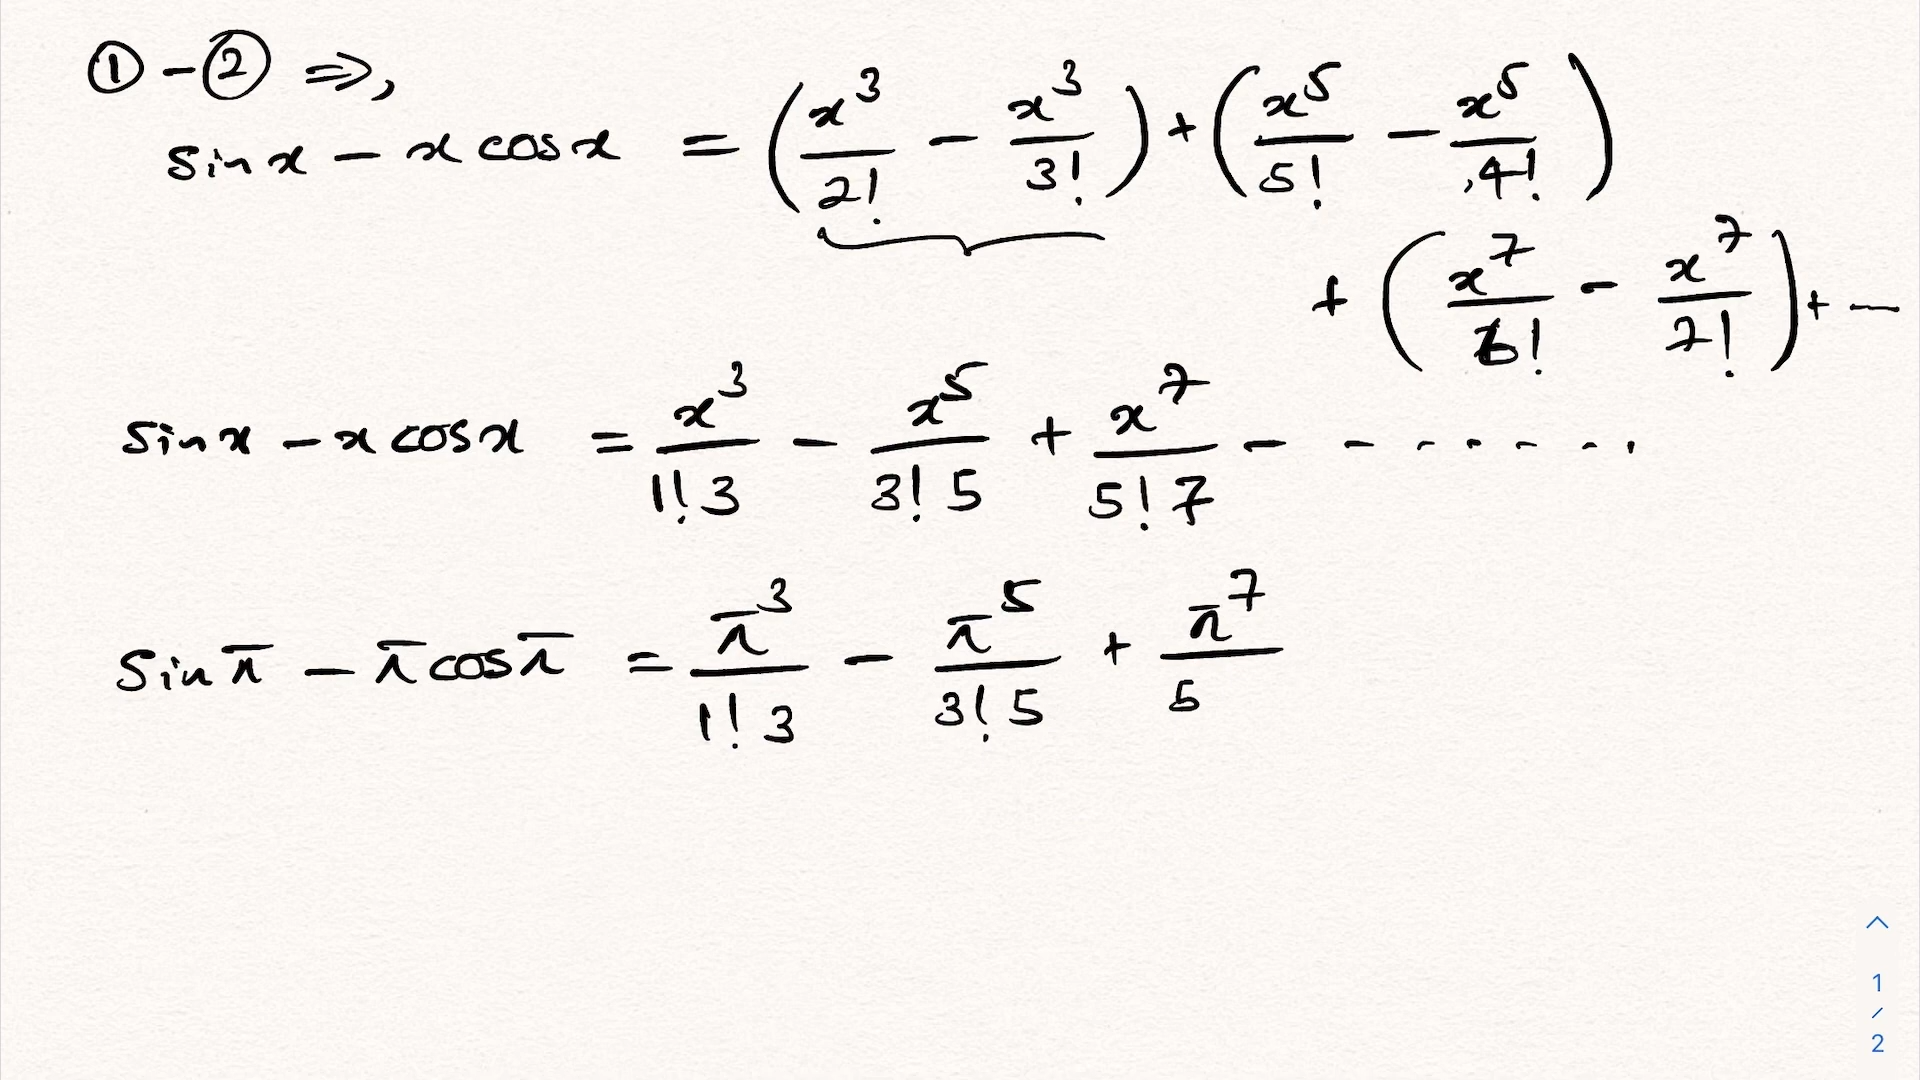 ① - ② ⇒,
sin x - x cos x = (x³/2! - x³/3!) + (x⁵/5! - x⁵/4!)
+ (x⁷/6! - x⁷/7!) + ---
sin x - x cos x = x³/1! 3 - x⁵/3! 5 + x⁷/5! 7 - - - - - - - -
Sin π - π cos π = π³/1! 3 - π⁵/3! 5 + π⁷/5
1
/
2